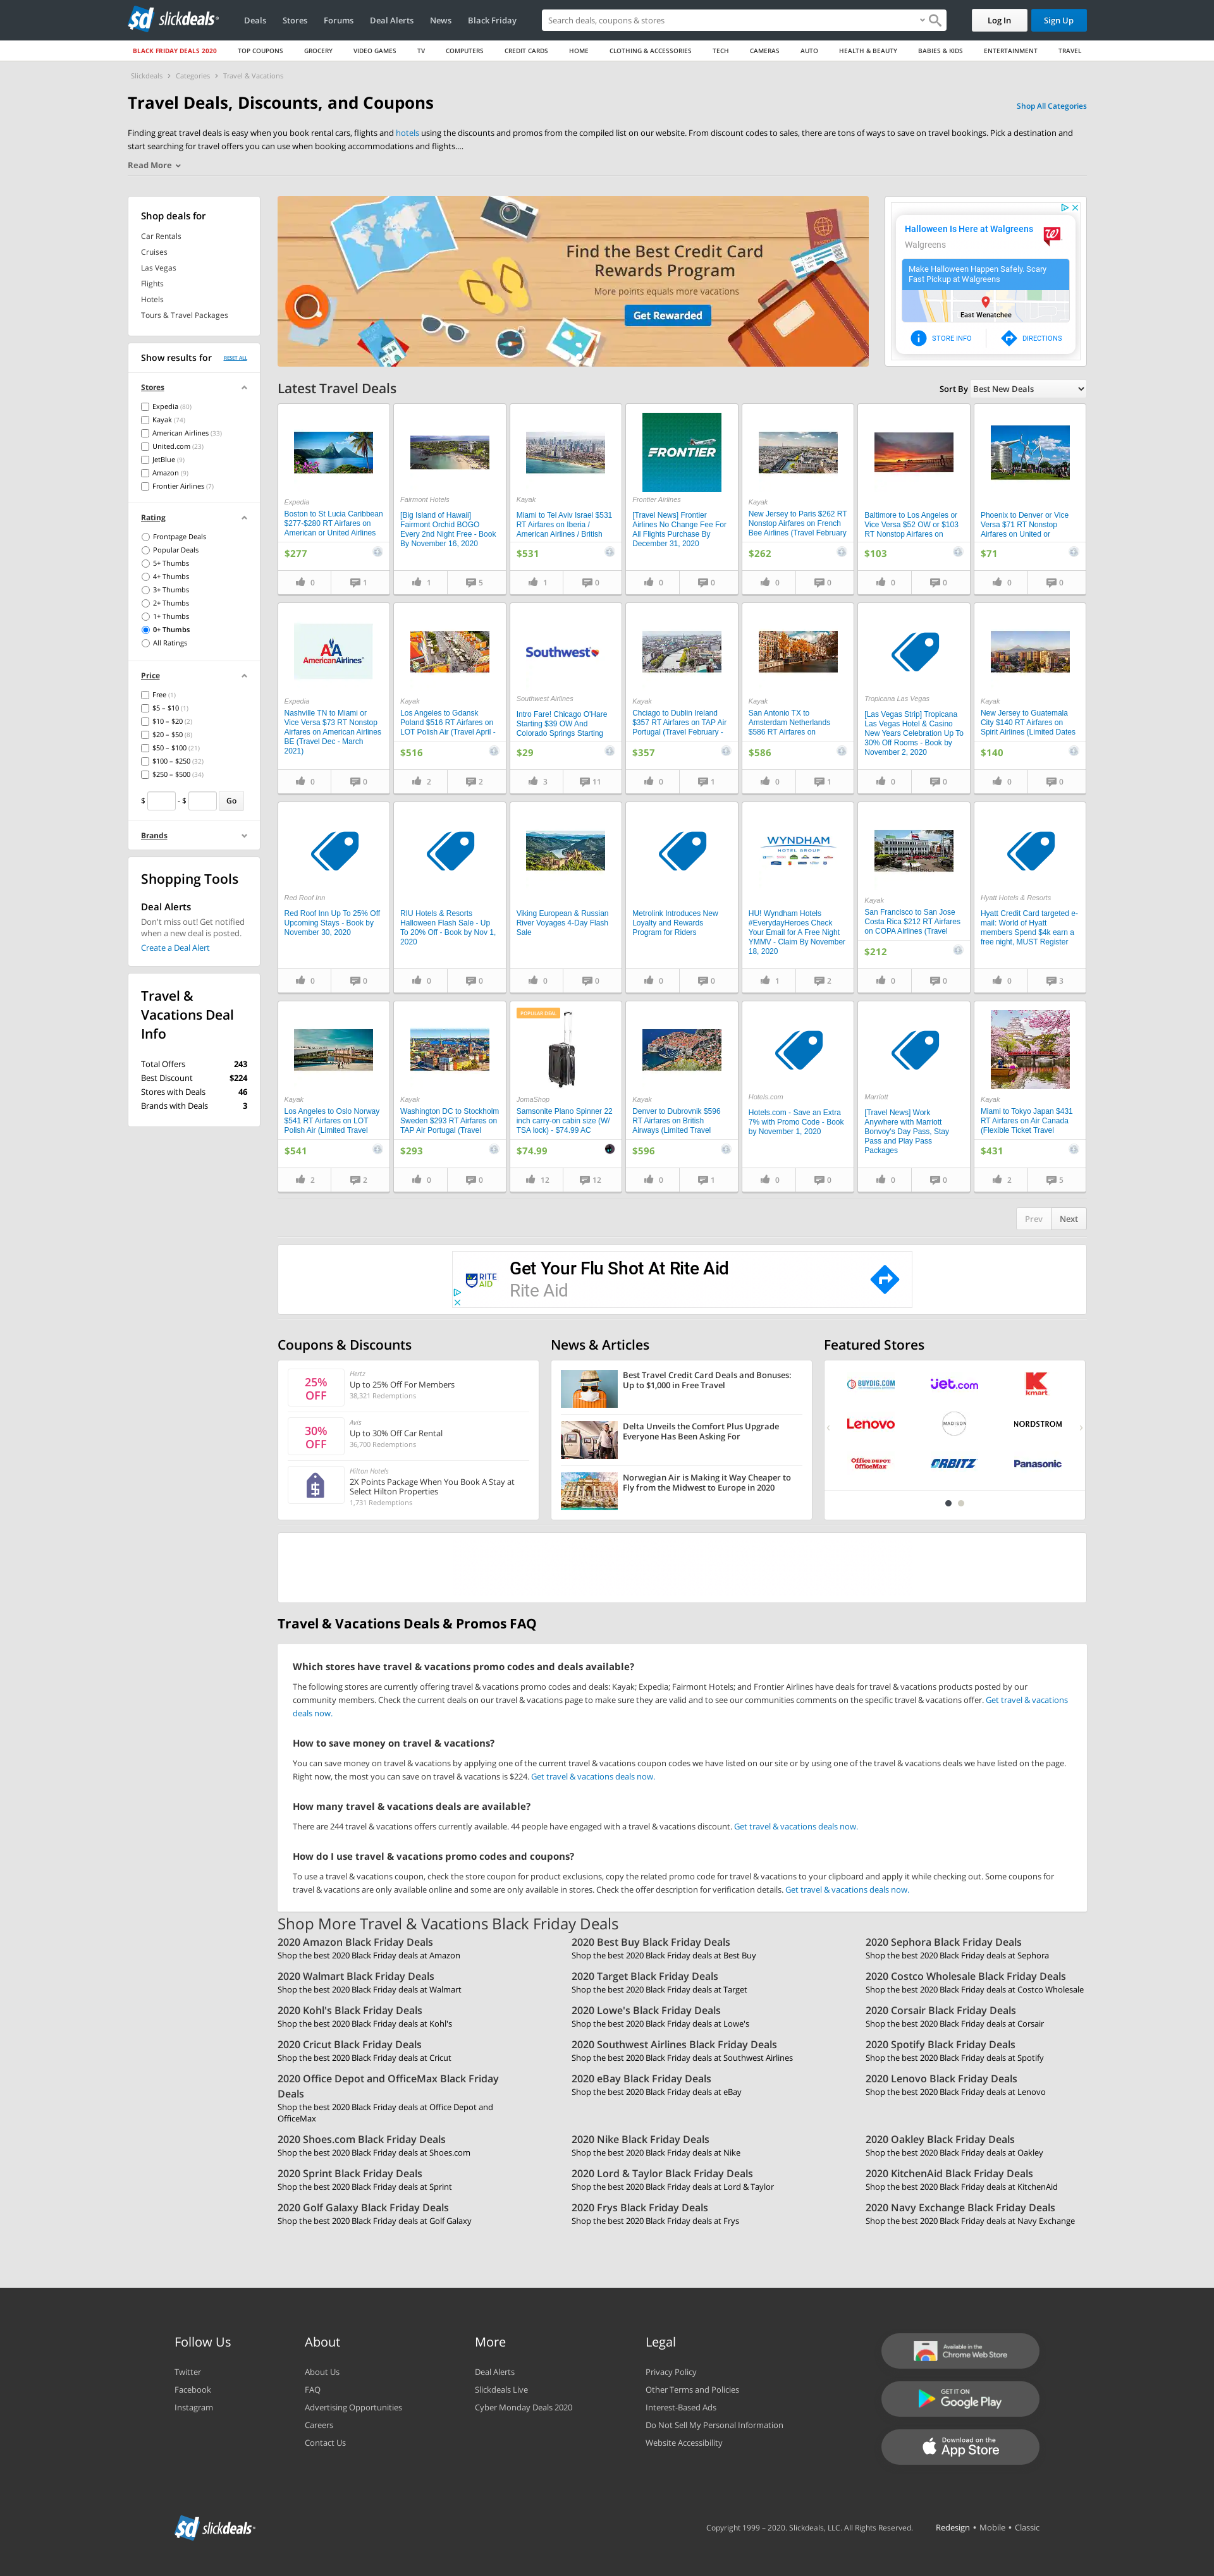 slickdeals
Deals Stores Forums Deal Alerts News Black Friday
Search deals, coupons & stores
Log In Sign Up
BLACK FRIDAY DEALS 2020 TOP COUPONS GROCERY VIDEO GAMES TV COMPUTERS CREDIT CARDS HOME CLOTHING & ACCESSORIES TECH CAMERAS AUTO HEALTH & BEAUTY BABIES & KIDS ENTERTAINMENT TRAVEL
Slickdeals > Categories > Travel & Vacations
Travel Deals, Discounts, and Coupons
Shop All Categories
Finding great travel deals is easy when you book rental cars, flights and hotels using the discounts and promos from the compiled list on our website. From discount codes to sales, there are tons of ways to save on travel bookings. Pick a destination and
start searching for travel offers you can use when booking accommodations and flights....
Read More
Shop deals for
Car Rentals
Cruises
Las Vegas
Flights
Hotels
Tours & Travel Packages
Show results for RESET ALL
Stores
Expedia (80)
Kayak (74)
American Airlines (33)
United.com (23)
JetBlue (9)
Amazon (9)
Frontier Airlines (7)
Rating
Frontpage Deals
Popular Deals
5+ Thumbs
4+ Thumbs
3+ Thumbs
2+ Thumbs
1+ Thumbs
0+ Thumbs
All Ratings
Price
Free (1)
$5 – $10 (1)
$10 – $20 (2)
$20 – $50 (8)
$50 – $100 (21)
$100 – $250 (32)
$250 – $500 (34)
$ - $ Go
Brands
Shopping Tools
Deal Alerts
Don't miss out! Get notified
when a new deal is posted.
Create a Deal Alert
Travel &
Vacations Deal
Info
Total Offers 243
Best Discount $224
Stores with Deals 46
Brands with Deals 3
Find the Best Credit Card
Rewards Program
More points equals more vacations
Get Rewarded
PASSPORT
Halloween Is Here at Walgreens
Walgreens
Make Halloween Happen Safely. Scary
Fast Pickup at Walgreens
East Wenatchee
STORE INFO DIRECTIONS
Latest Travel Deals
Sort By Best New Deals
Expedia
Boston to St Lucia Caribbean
$277-$280 RT Airfares on
American or United Airlines
$277
0 1
Fairmont Hotels
[Big Island of Hawaii]
Fairmont Orchid BOGO
Every 2nd Night Free - Book
By November 16, 2020
1 5
Kayak
Miami to Tel Aviv Israel $531
RT Airfares on Iberia /
American Airlines / British
$531
1 0
FRONTIER
Frontier Airlines
[Travel News] Frontier
Airlines No Change Fee For
All Flights Purchase By
December 31, 2020
0 0
Kayak
New Jersey to Paris $262 RT
Nonstop Airfares on French
Bee Airlines (Travel February
$262
0 0
Baltimore to Los Angeles or
Vice Versa $52 OW or $103
RT Nonstop Airfares on
$103
0 0
Phoenix to Denver or Vice
Versa $71 RT Nonstop
Airfares on United or
$71
0 0
AmericanAirlines
Expedia
Nashville TN to Miami or
Vice Versa $73 RT Nonstop
Airfares on American Airlines
BE (Travel Dec - March
2021)
0 0
Kayak
Los Angeles to Gdansk
Poland $516 RT Airfares on
LOT Polish Air (Travel April -
$516
2 2
Southwest
Southwest Airlines
Intro Fare! Chicago O'Hare
Starting $39 OW And
Colorado Springs Starting
$29
3 11
Kayak
Chciago to Dublin Ireland
$357 RT Airfares on TAP Air
Portugal (Travel February -
$357
0 1
Kayak
San Antonio TX to
Amsterdam Netherlands
$586 RT Airfares on
$586
0 1
Tropicana Las Vegas
[Las Vegas Strip] Tropicana
Las Vegas Hotel & Casino
New Years Celebration Up To
30% Off Rooms - Book by
November 2, 2020
0 0
Kayak
New Jersey to Guatemala
City $140 RT Airfares on
Spirit Airlines (Limited Dates
$140
0 0
Red Roof Inn
Red Roof Inn Up To 25% Off
Upcoming Stays - Book by
November 30, 2020
0 0
RIU Hotels & Resorts
Halloween Flash Sale - Up
To 20% Off - Book by Nov 1,
2020
0 0
Viking European & Russian
River Voyages 4-Day Flash
Sale
0 0
Metrolink Introduces New
Loyalty and Rewards
Program for Riders
0 0
WYNDHAM
HOTEL GROUP
HU! Wyndham Hotels
#EverydayHeroes Check
Your Email for A Free Night
YMMV - Claim By November
18, 2020
1 2
Kayak
San Francisco to San Jose
Costa Rica $212 RT Airfares
on COPA Airlines (Travel
$212
0 0
Hyatt Hotels & Resorts
Hyatt Credit Card targeted e-
mail: World of Hyatt
members Spend $4k earn a
free night, MUST Register
0 3
Kayak
Los Angeles to Oslo Norway
$541 RT Airfares on LOT
Polish Air (Limited Travel
$541
2 2
Kayak
Washington DC to Stockholm
Sweden $293 RT Airfares on
TAP Air Portugal (Travel
$293
0 0
POPULAR DEAL
JomaShop
Samsonite Plano Spinner 22
inch carry-on cabin size (W/
TSA lock) - $74.99 AC
$74.99
12 12
Kayak
Denver to Dubrovnik $596
RT Airfares on British
Airways (Limited Travel
$596
0 1
Hotels.com
Hotels.com - Save an Extra
7% with Promo Code - Book
by November 1, 2020
0 0
Marriott
[Travel News] Work
Anywhere with Marriott
Bonvoy's Day Pass, Stay
Pass and Play Pass
Packages
0 0
Kayak
Miami to Tokyo Japan $431
RT Airfares on Air Canada
(Flexible Ticket Travel
$431
2 5
Prev Next
RITE AID
Get Your Flu Shot At Rite Aid
Rite Aid
Coupons & Discounts
25% OFF
Hertz
Up to 25% Off For Members
38,321 Redemptions
30% OFF
Avis
Up to 30% Off Car Rental
36,700 Redemptions
Hilton Hotels
2X Points Package When You Book A Stay at
Select Hilton Properties
1,731 Redemptions
News & Articles
Best Travel Credit Card Deals and Bonuses:
Up to $1,000 in Free Travel
Delta Unveils the Comfort Plus Upgrade
Everyone Has Been Asking For
Norwegian Air is Making it Way Cheaper to
Fly from the Midwest to Europe in 2020
Featured Stores
BUYDIG.COM jet.com kmart
Lenovo MADISON NORDSTROM
Office DEPOT OfficeMax ORBITZ Panasonic
Travel & Vacations Deals & Promos FAQ
Which stores have travel & vacations promo codes and deals available?
The following stores are currently offering travel & vacations promo codes and deals: Kayak; Expedia; Fairmont Hotels; and Frontier Airlines have deals for travel & vacations products posted by our
community members. Check the current deals on our travel & vacations page to make sure they are valid and to see our communities comments on the specific travel & vacations offer. Get travel & vacations
deals now.
How to save money on travel & vacations?
You can save money on travel & vacations by applying one of the current travel & vacations coupon codes we have listed on our site or by using one of the travel & vacations deals we have listed on the page.
Right now, the most you can save on travel & vacations is $224. Get travel & vacations deals now.
How many travel & vacations deals are available?
There are 244 travel & vacations offers currently available. 44 people have engaged with a travel & vacations discount. Get travel & vacations deals now.
How do I use travel & vacations promo codes and coupons?
To use a travel & vacations coupon, check the store coupon for product exclusions, copy the related promo code for travel & vacations to your clipboard and apply it while checking out. Some coupons for
travel & vacations are only available online and some are only available in stores. Check the offer description for verification details. Get travel & vacations deals now.
Shop More Travel & Vacations Black Friday Deals
2020 Amazon Black Friday Deals
Shop the best 2020 Black Friday deals at Amazon
2020 Best Buy Black Friday Deals
Shop the best 2020 Black Friday deals at Best Buy
2020 Sephora Black Friday Deals
Shop the best 2020 Black Friday deals at Sephora
2020 Walmart Black Friday Deals
Shop the best 2020 Black Friday deals at Walmart
2020 Target Black Friday Deals
Shop the best 2020 Black Friday deals at Target
2020 Costco Wholesale Black Friday Deals
Shop the best 2020 Black Friday deals at Costco Wholesale
2020 Kohl's Black Friday Deals
Shop the best 2020 Black Friday deals at Kohl's
2020 Lowe's Black Friday Deals
Shop the best 2020 Black Friday deals at Lowe's
2020 Corsair Black Friday Deals
Shop the best 2020 Black Friday deals at Corsair
2020 Cricut Black Friday Deals
Shop the best 2020 Black Friday deals at Cricut
2020 Southwest Airlines Black Friday Deals
Shop the best 2020 Black Friday deals at Southwest Airlines
2020 Spotify Black Friday Deals
Shop the best 2020 Black Friday deals at Spotify
2020 Office Depot and OfficeMax Black Friday
Deals
Shop the best 2020 Black Friday deals at Office Depot and
OfficeMax
2020 eBay Black Friday Deals
Shop the best 2020 Black Friday deals at eBay
2020 Lenovo Black Friday Deals
Shop the best 2020 Black Friday deals at Lenovo
2020 Shoes.com Black Friday Deals
Shop the best 2020 Black Friday deals at Shoes.com
2020 Nike Black Friday Deals
Shop the best 2020 Black Friday deals at Nike
2020 Oakley Black Friday Deals
Shop the best 2020 Black Friday deals at Oakley
2020 Sprint Black Friday Deals
Shop the best 2020 Black Friday deals at Sprint
2020 Lord & Taylor Black Friday Deals
Shop the best 2020 Black Friday deals at Lord & Taylor
2020 KitchenAid Black Friday Deals
Shop the best 2020 Black Friday deals at KitchenAid
2020 Golf Galaxy Black Friday Deals
Shop the best 2020 Black Friday deals at Golf Galaxy
2020 Frys Black Friday Deals
Shop the best 2020 Black Friday deals at Frys
2020 Navy Exchange Black Friday Deals
Shop the best 2020 Black Friday deals at Navy Exchange
Follow Us
Twitter
Facebook
Instagram
About
About Us
FAQ
Advertising Opportunities
Careers
Contact Us
More
Deal Alerts
Slickdeals Live
Cyber Monday Deals 2020
Legal
Privacy Policy
Other Terms and Policies
Interest-Based Ads
Do Not Sell My Personal Information
Website Accessibility
Available in the
Chrome Web Store
GET IT ON
Google Play
Download on the
App Store
slickdeals
Copyright 1999 – 2020. Slickdeals, LLC. All Rights Reserved. Redesign • Mobile • Classic